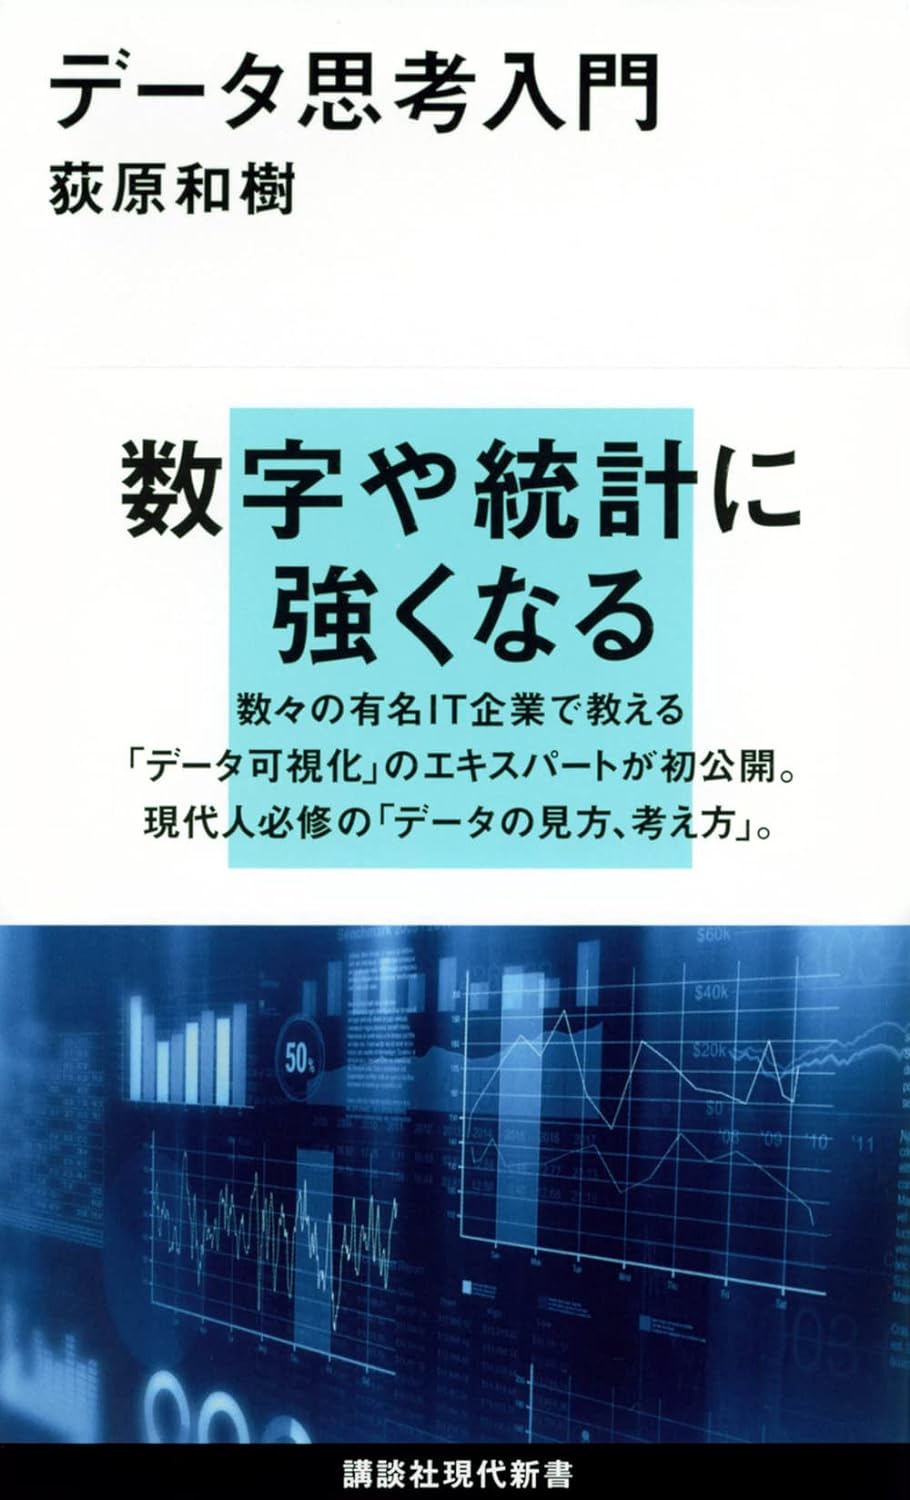 データ思考入門
荻原和樹
数字や統計に
強くなる
数々の有名IT企業で教える
「データ可視化」のエキスパートが初公開。
現代人必修の「データの見方、考え方」。
$60k
$40k
$20k
$0
50%
'08 '09 '10 '11
講談社現代新書